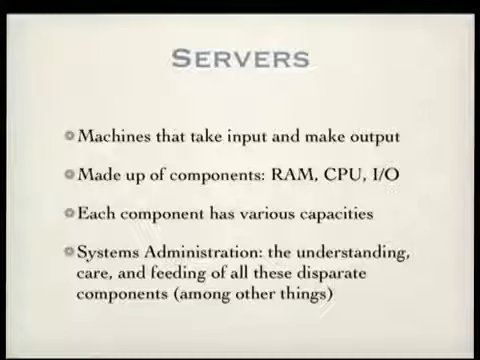 SERVERS
Machines that take input and make output
Made up of components: RAM, CPU, I/O
Each component has various capacities
Systems Administration: the understanding,
care, and feeding of all these disparate
components (among other things)